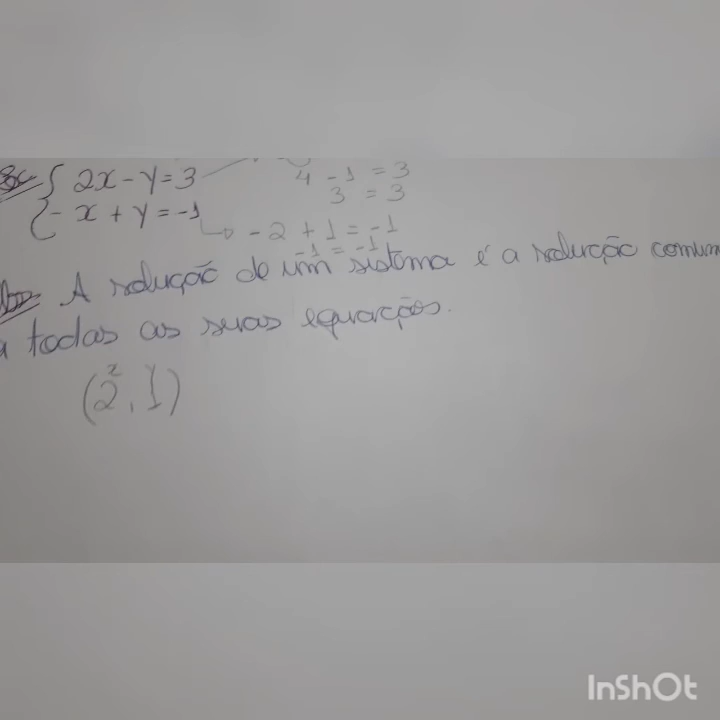 { 2x - y = 3
4 - 1 = 3
3 = 3
- x + y = -1
- 2 + 1 = -1
-1 = -1
A solução de um sistema é a solução comum
a todas as suas equações.
x y
(2, 1)
InShOt